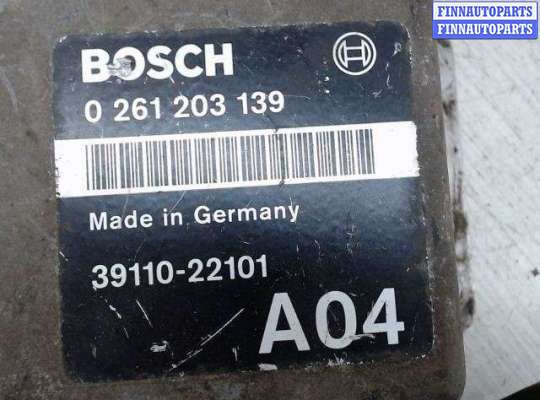 FINNAUTOPARTS
FINNAUTOPARTS
BOSCH
0 261 203 139
Made in Germany
39110-22101
A04